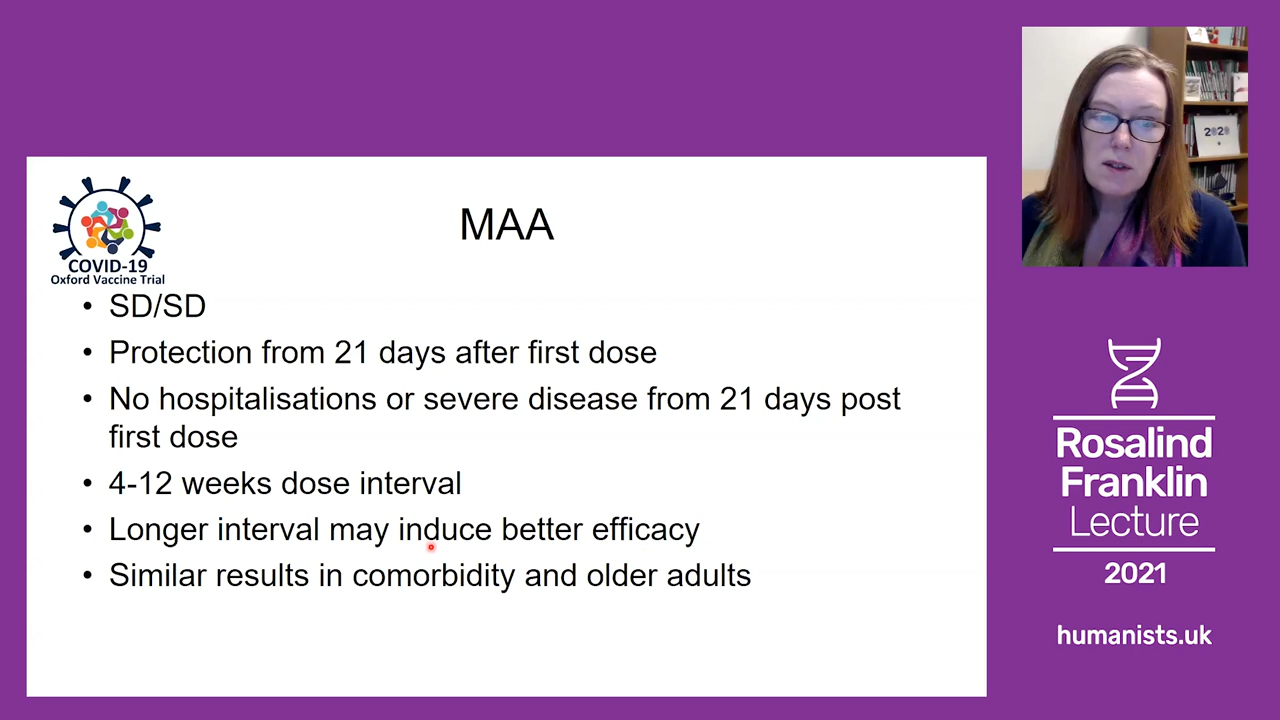 COVID-19
Oxford Vaccine Trial
MAA
• SD/SD
• Protection from 21 days after first dose
• No hospitalisations or severe disease from 21 days post
first dose
• 4-12 weeks dose interval
• Longer interval may induce better efficacy
• Similar results in comorbidity and older adults
2020
Rosalind
Franklin
Lecture
2021
humanists.uk